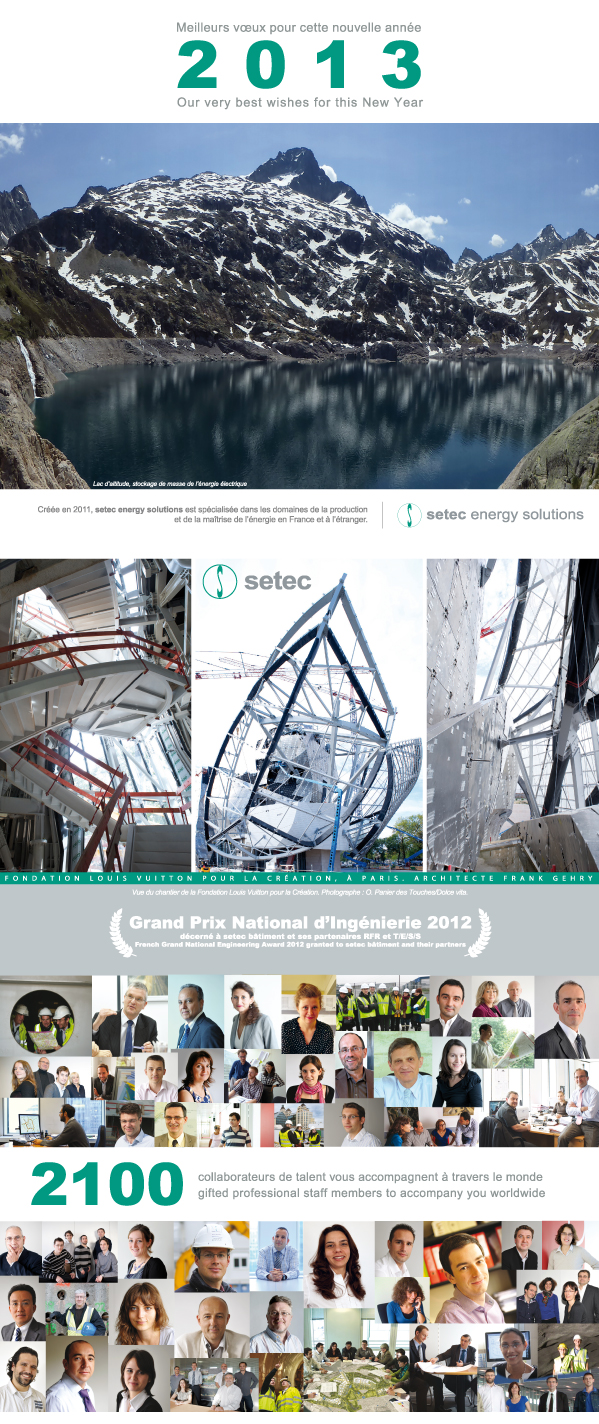 Meilleurs vœux pour cette nouvelle année
2013
Our very best wishes for this New Year
Lac d'altitude, stockage de masse de l'énergie électrique
Créée en 2011, setec energy solutions est spécialisée dans les domaines de la production
et de la maîtrise de l'énergie en France et à l'étranger.
setec energy solutions
setec
FONDATION LOUIS VUITTON POUR LA CRÉATION, À PARIS. ARCHITECTE FRANK GEHRY
Vue du chantier de la Fondation Louis Vuitton pour la Création. Photographe : O. Panier des Touches/Dolce vita.
Grand Prix National d'Ingénierie 2012
décerné à setec bâtiment et ses partenaires RFR et T/E/S/S
French Grand National Engineering Award 2012 granted to setec bâtiment and their partners
2100
collaborateurs de talent vous accompagnent à travers le monde
gifted professional staff members to accompany you worldwide